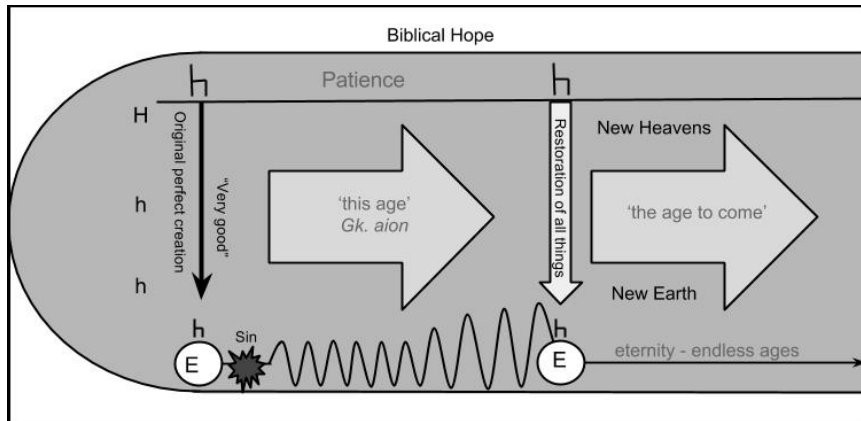 Biblical Hope
Patience
H
h
h
Original perfect creation
"Very good"
'this age'
Gk. aion
Restoration of all things
New Heavens
'the age to come'
New Earth
h
Sin
E
h
E
eternity - endless ages